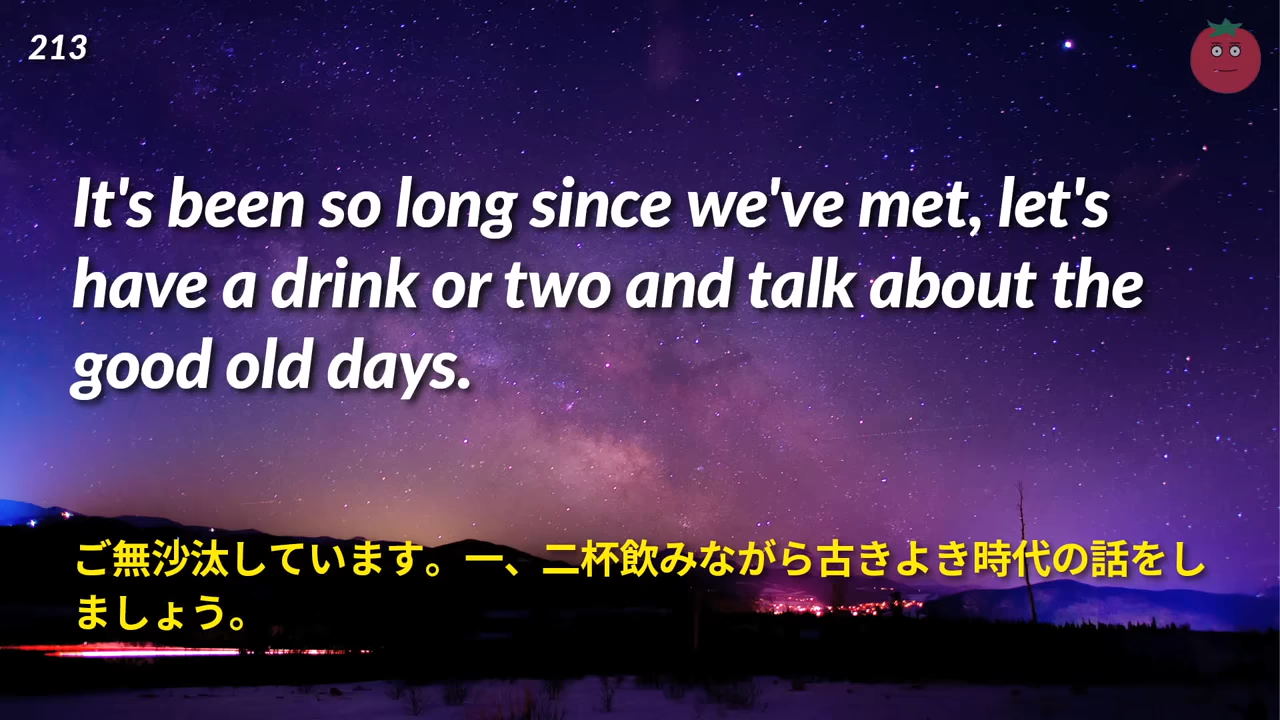 213
It's been so long since we've met, let's
have a drink or two and talk about the
good old days.
ご無沙汰しています。一、二杯飲みながら古きよき時代の話をし
ましょう。